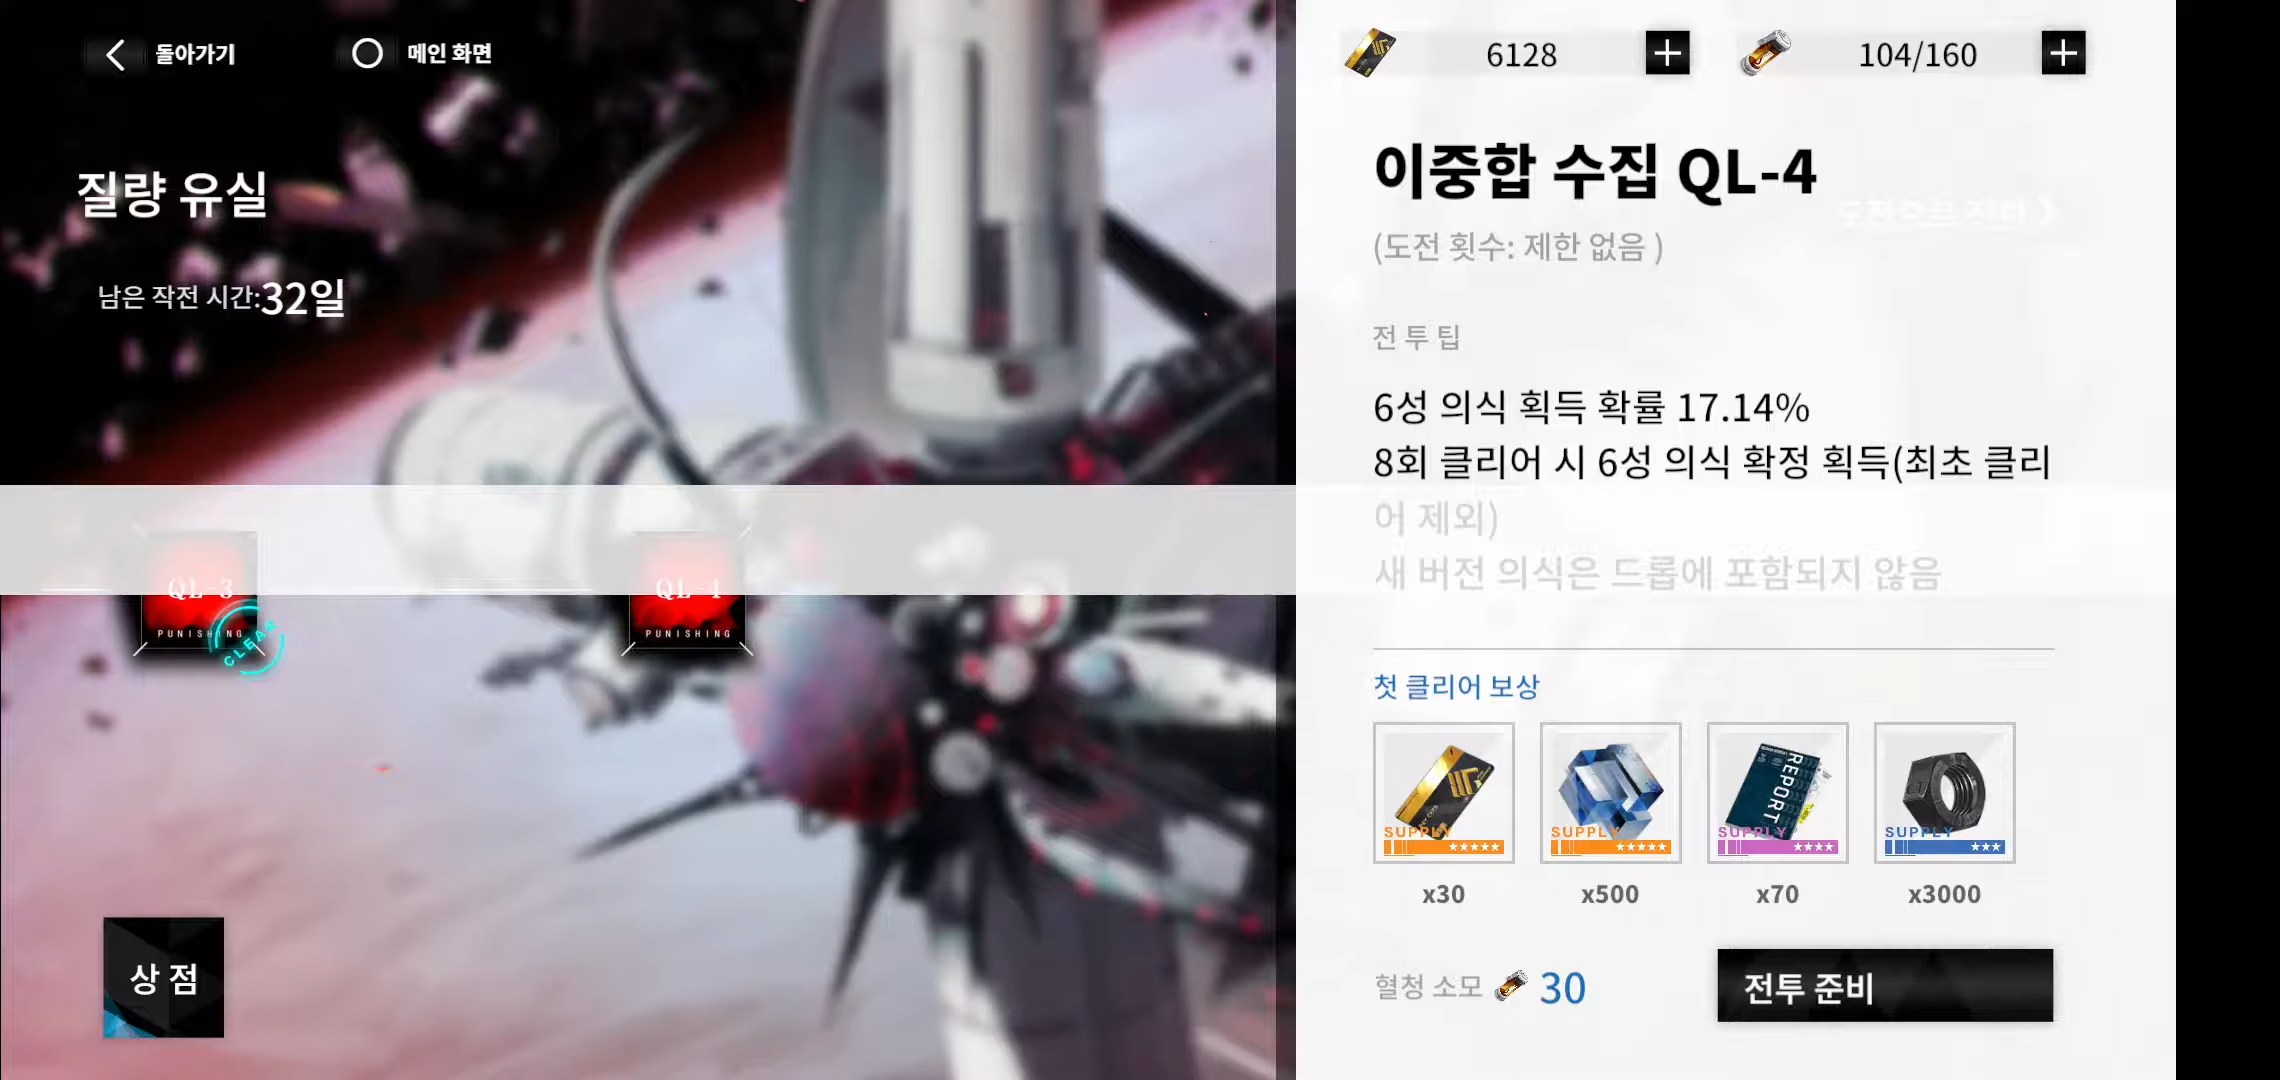 돌아가기
메인 화면
6128
104/160
질량 유실
남은 작전 시간:32일
이중합 수집 QL-4
(도전 횟수: 제한 없음 )
전투 팁
6성 의식 획득 확률 17.14%
8회 클리어 시 6성 의식 확정 획득(최초 클리
어 제외)
새 버전 의식은 드롭에 포함되지 않음
QL-3
PUNISHING
CLEAR
QL-4
PUNISHING
첫 클리어 보상
REPORT
SUPPLY
SUPPLY
SUPPLY
SUPPLY
x30
x500
x70
x3000
상점
혈청 소모 30
전투 준비